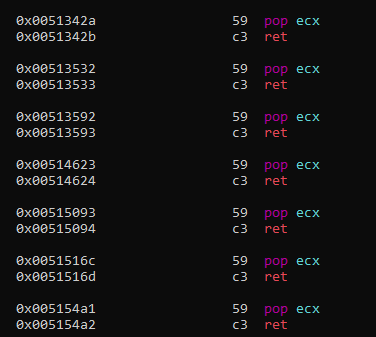 0x0051342a 59 pop ecx
0x0051342b c3 ret
0x00513532 59 pop ecx
0x00513533 c3 ret
0x00513592 59 pop ecx
0x00513593 c3 ret
0x00514623 59 pop ecx
0x00514624 c3 ret
0x00515093 59 pop ecx
0x00515094 c3 ret
0x0051516c 59 pop ecx
0x0051516d c3 ret
0x005154a1 59 pop ecx
0x005154a2 c3 ret